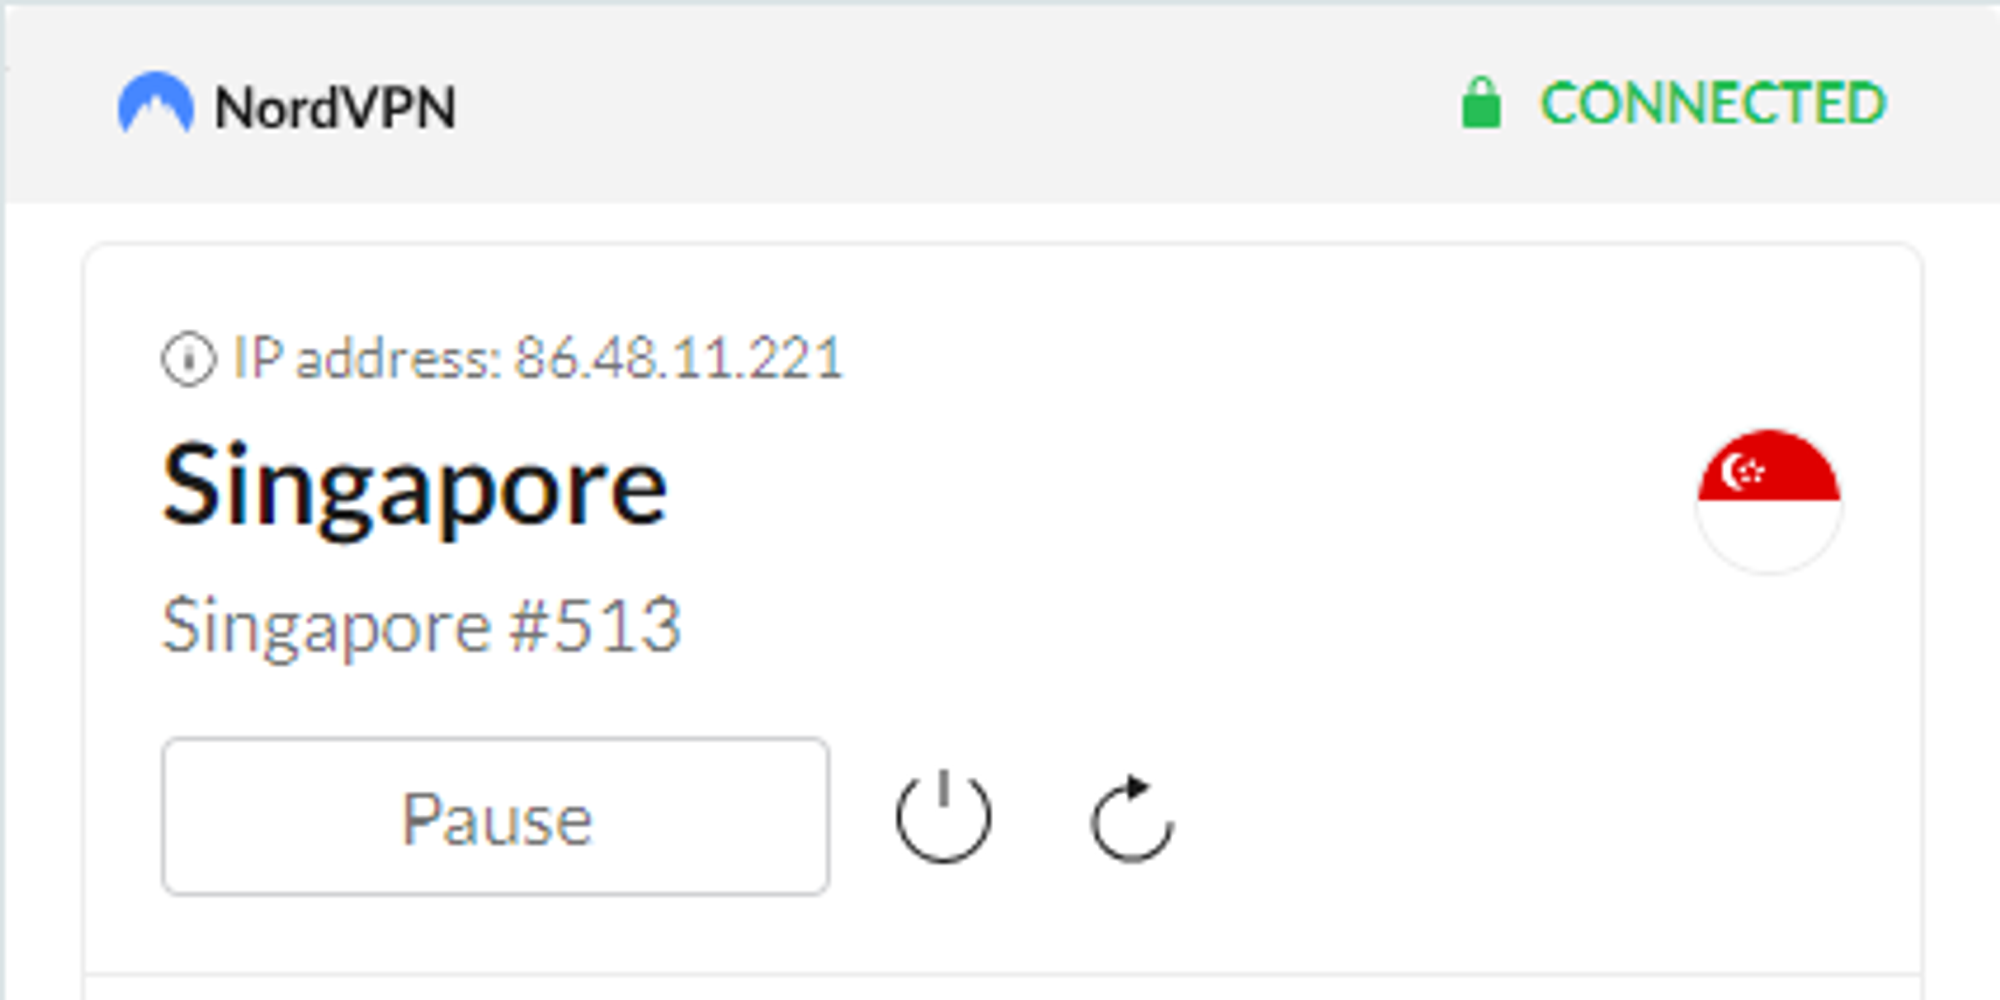 NordVPN
CONNECTED
IP address: 86.48.11.221
Singapore
Singapore #513
Pause